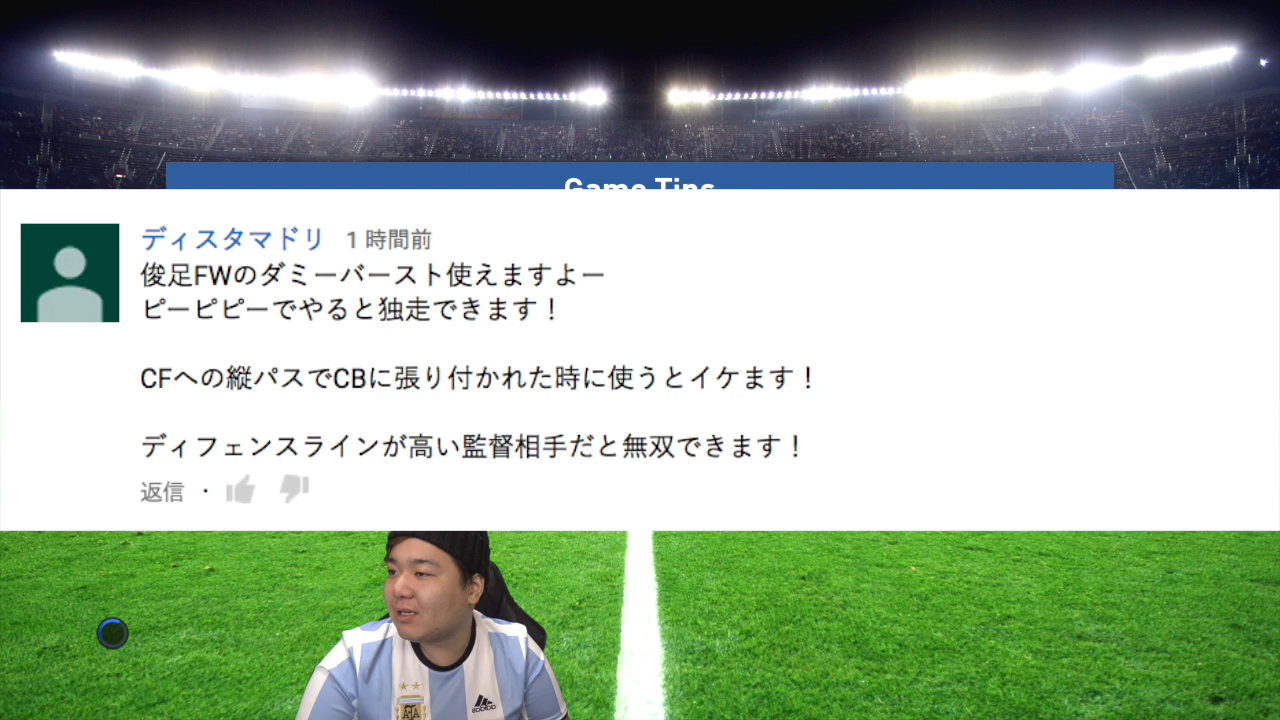 Game Tips
ディスタマドリ 1 時間前
俊足FWのダミーバースト使えますよー
ピーピピーでやると独走できます！
CFへの縦パスでCBに張り付かれた時に使うとイケます！
ディフェンスラインが高い監督相手だと無双できます！
返信 ・
AFA
adidas